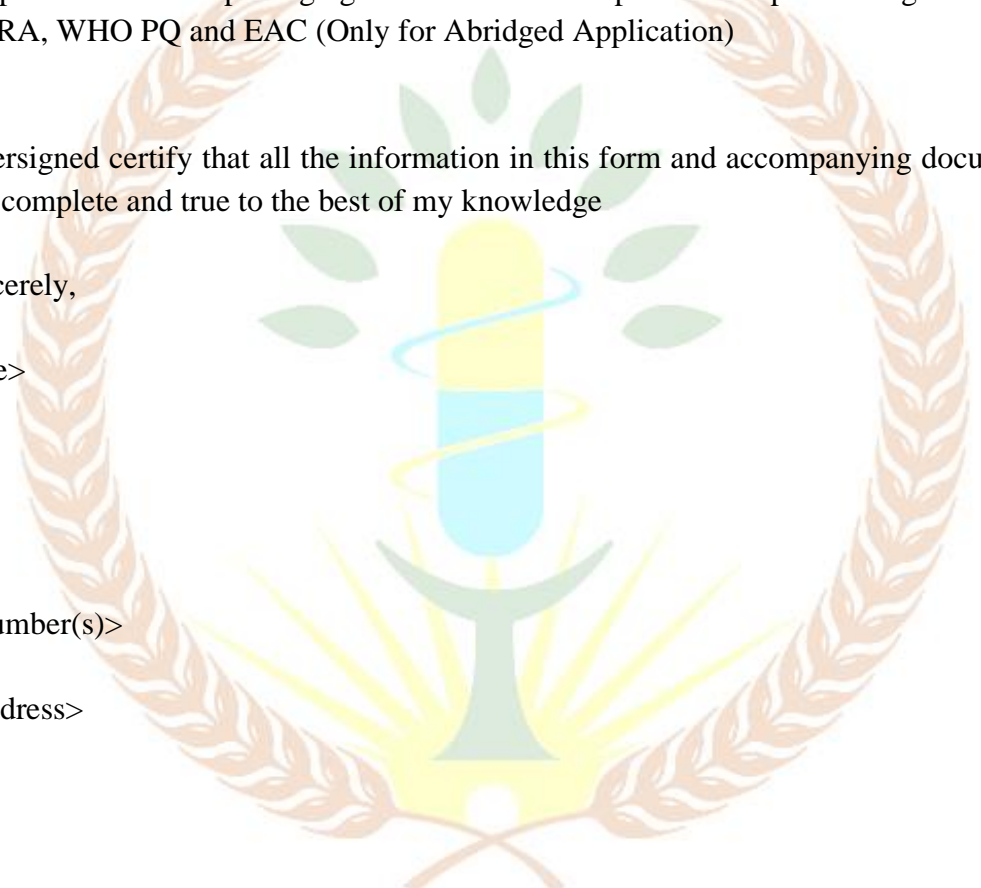 RA, WHO PQ and EAC (Only for Abridged Application)
ersigned certify that all the information in this form and accompanying docu
complete and true to the best of my knowledge
cerely,
e>
umber(s)>
dress>